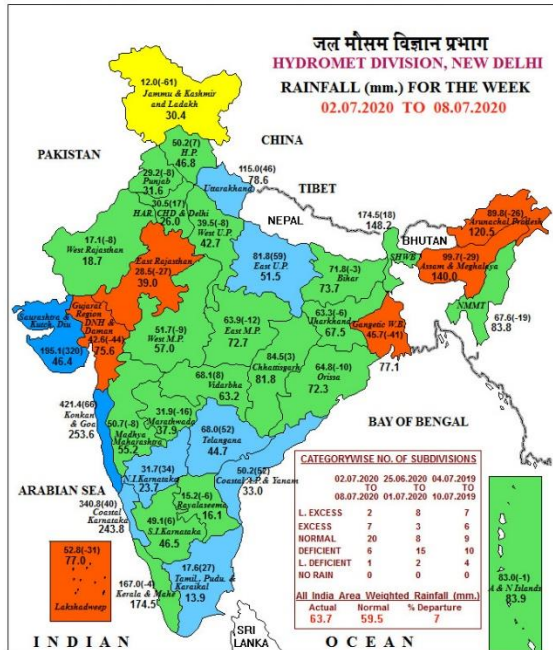 जल मौसम विज्ञान प्रभाग
HYDROMET DIVISION, NEW DELHI
RAINFALL (mm.) FOR THE WEEK
02.07.2020 TO 08.07.2020
12.0(-61)
Jammu & Kashmir
and Ladakh
30.4
CHINA
PAKISTAN
50.2(7)
H.P.
46.8
29.2(-8)
Punjab
31.6
115.0(46)
78.6
Uttarakhand
TIBET
30.5(17)
HAR. CHD & Delhi
26.0
NEPAL
39.5(-8)
West U.P.
42.7
174.5(18)
148.2
BHUTAN
89.8(-26)
Arunachal Pradesh
120.5
17.1(-8)
West Rajasthan
18.7
East Rajasthan
28.5(-27)
39.0
81.8(59)
East U.P.
51.5
71.8(-3)
Bihar
73.7
SHWB
99.7(-29)
Assam & Meghalaya
140.0
NMMT
67.6(-19)
83.8
Saurashtra &
Kutch, Diu
195.1(320)
46.4
Gujarat
Region
DNH &
Daman
42.6(-44)
75.6
51.7(-9)
West M.P.
57.0
63.9(-12)
East M.P.
72.7
63.3(-6)
Jharkhand
67.5
Gangetic W.B.
45.7(-41)
77.1
84.5(3)
Chhattisgarh
81.8
64.8(-10)
Orissa
72.3
68.1(8)
Vidarbha
63.2
421.4(66)
Konkan
& Goa
253.6
50.7(-8)
Madhya
Maharashtra
55.2
31.9(-16)
Marathwada
37.9
68.0(52)
Telangana
44.7
BAY OF BENGAL
31.7(34)
N.I.Karnataka
23.7
50.2(52)
Coastal A.P. & Yanam
33.0
ARABIAN SEA
340.8(40)
Coastal
Karnataka
243.8
15.2(-6)
Rayalaseema
16.1
49.1(6)
S.I.Karnataka
46.5
52.8(-31)
77.0
Lakshadweep
167.0(-4)
Kerala & Mahe
174.5
17.6(27)
Tamil, Pudu. &
Karaikal
13.9
83.0(-1)
A & N Islands
83.9
CATEGORYWISE NO. OF SUBDIVISIONS
02.07.2020 25.06.2020 04.07.2019
TO TO TO
08.07.2020 01.07.2020 10.07.2019
L. EXCESS 2 8 7
EXCESS 7 3 6
NORMAL 20 8 9
DEFICIENT 6 15 10
L. DEFICIENT 1 2 4
NO RAIN 0 0 0
All India Area Weighted Rainfall (mm.)
Actual Normal % Departure
63.7 59.5 7
SRI
LANKA
INDIAN OCEAN